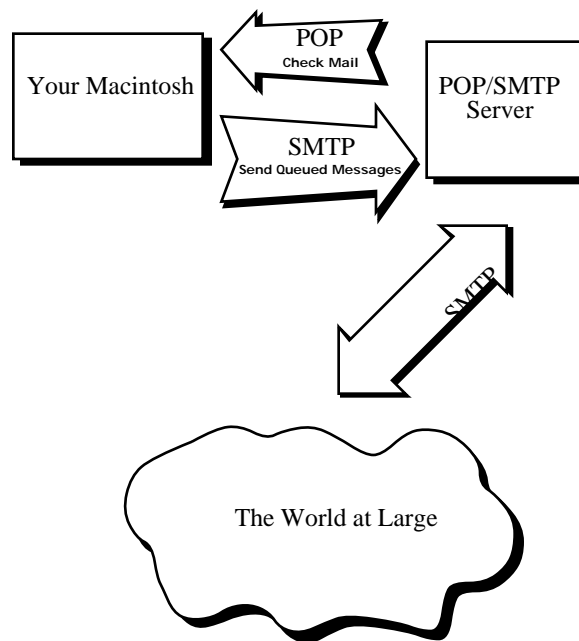 POP
Check Mail
Your Macintosh
POP/SMTP
Server
SMTP
Send Queued Messages
SMTP
The World at Large